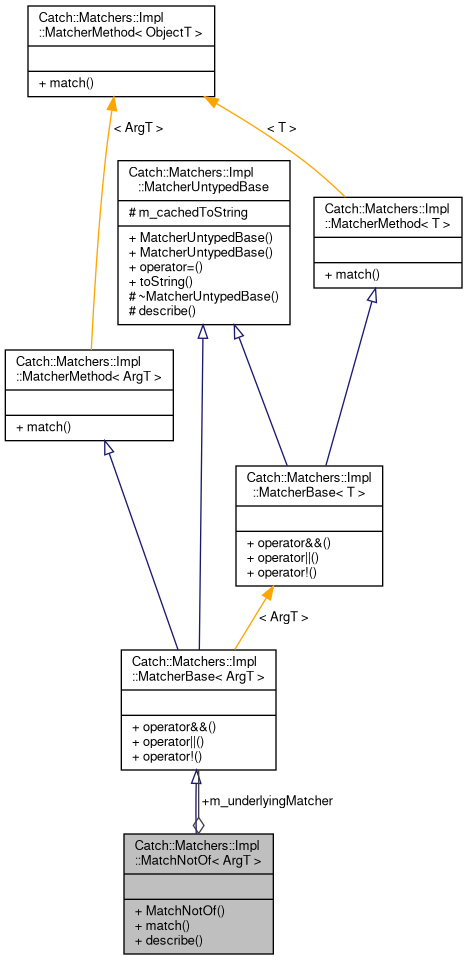 Catch::Matchers::Impl
::MatcherMethod< ObjectT >
+ match()
< ArgT >
< T >
Catch::Matchers::Impl
::MatcherUntypedBase
# m_cachedToString
+ MatcherUntypedBase()
+ MatcherUntypedBase()
+ operator=()
+ toString()
# ~MatcherUntypedBase()
# describe()
Catch::Matchers::Impl
::MatcherMethod< T >
+ match()
Catch::Matchers::Impl
::MatcherMethod< ArgT >
+ match()
Catch::Matchers::Impl
::MatcherBase< T >
+ operator&&()
+ operator||()
+ operator!()
< ArgT >
Catch::Matchers::Impl
::MatcherBase< ArgT >
+ operator&&()
+ operator||()
+ operator!()
+m_underlyingMatcher
Catch::Matchers::Impl
::MatchNotOf< ArgT >
+ MatchNotOf()
+ match()
+ describe()